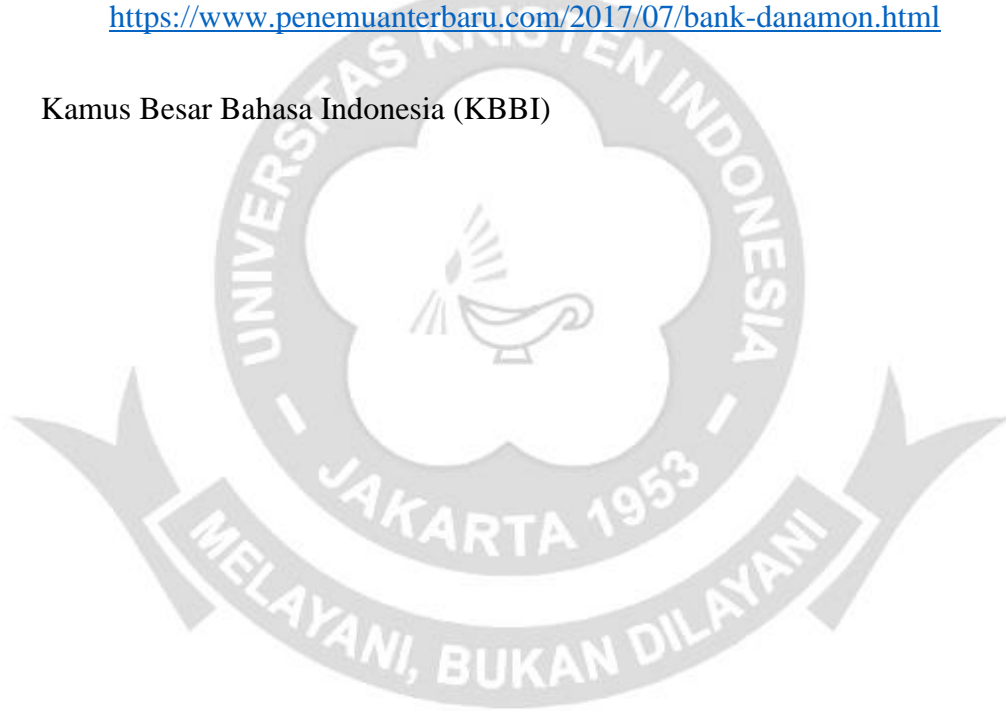 https://www.penemuanterbaru.com/2017/07/bank-danamon.html
Kamus Besar Bahasa Indonesia (KBBI)
UNIVERSITAS KRISTEN INDONESIA
JAKARTA 1953
MELAYANI, BUKAN DILAYANI